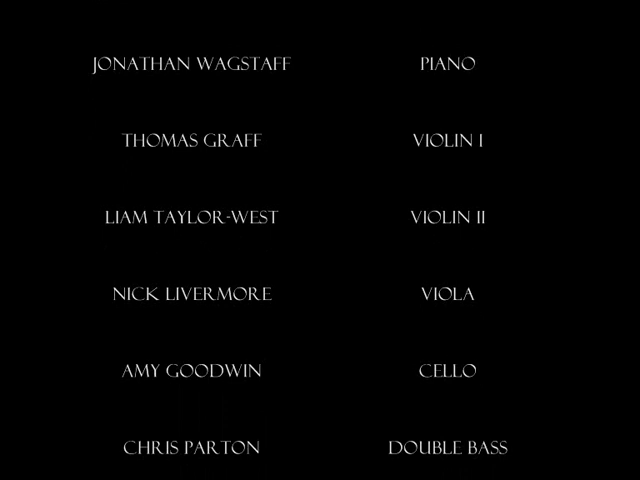 JONATHAN WAGSTAFF PIANO
THOMAS GRAFF VIOLIN I
LIAM TAYLOR-WEST VIOLIN II
NICK LIVERMORE VIOLA
AMY GOODWIN CELLO
CHRIS PARTON DOUBLE BASS